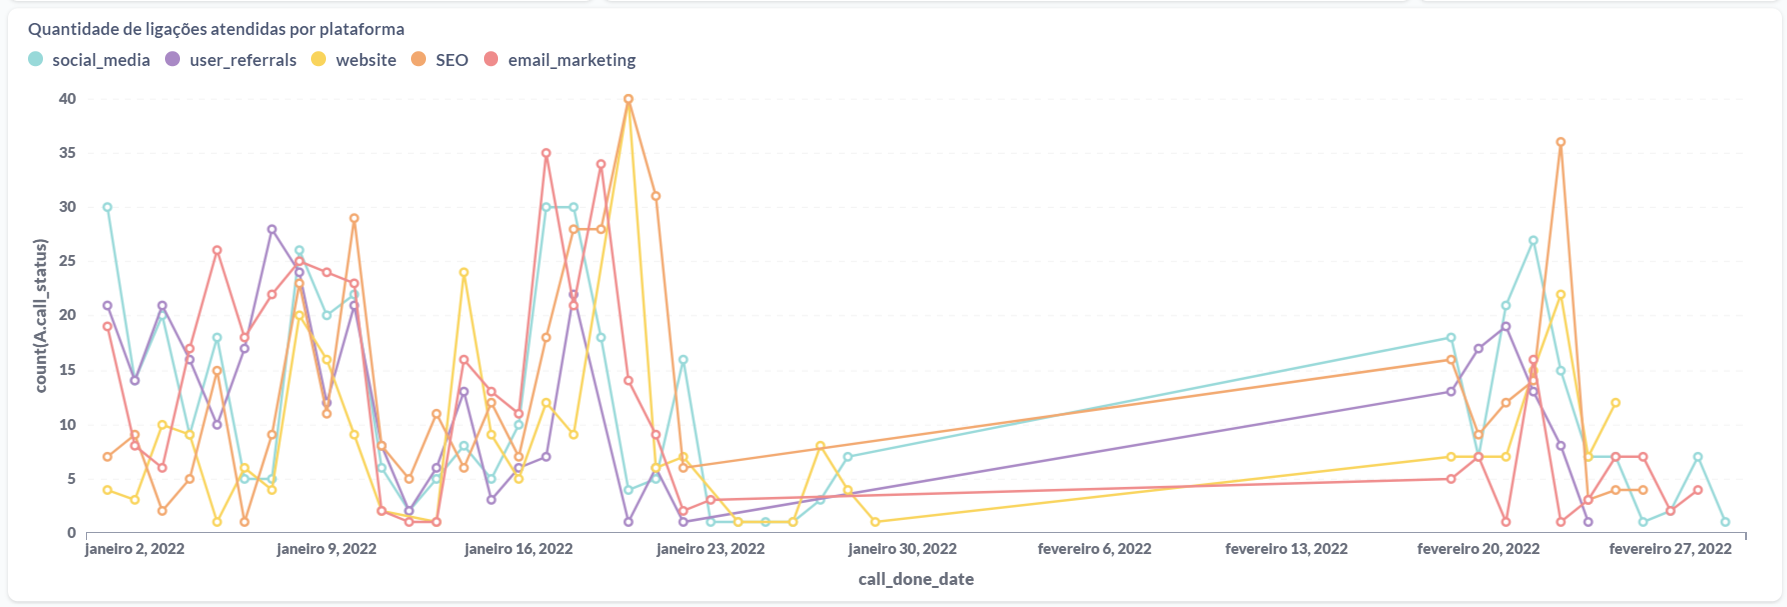 Quantidade de ligações atendidas por plataforma
social_media user_referrals website SEO email_marketing
40
35
30
25
20
15
10
5
0
count(A.call_status)
janeiro 2, 2022 janeiro 9, 2022 janeiro 16, 2022 janeiro 23, 2022 janeiro 30, 2022 fevereiro 6, 2022 fevereiro 13, 2022 fevereiro 20, 2022 fevereiro 27, 2022
call_done_date